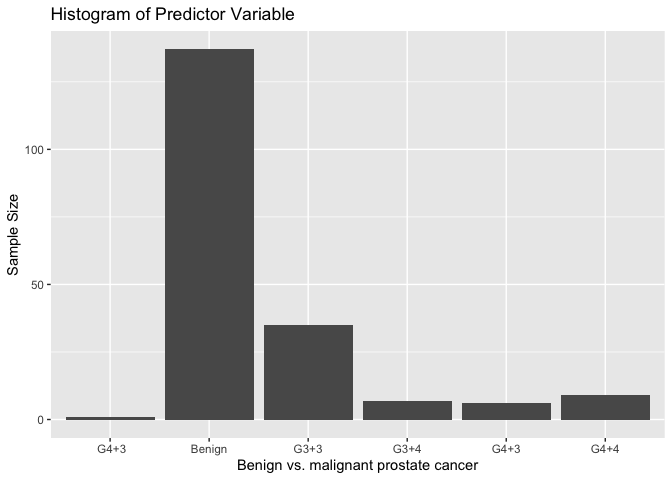 Histogram of Predictor Variable
Sample Size
100
50
0
G4+3 Benign G3+3 G3+4 G4+3 G4+4
Benign vs. malignant prostate cancer